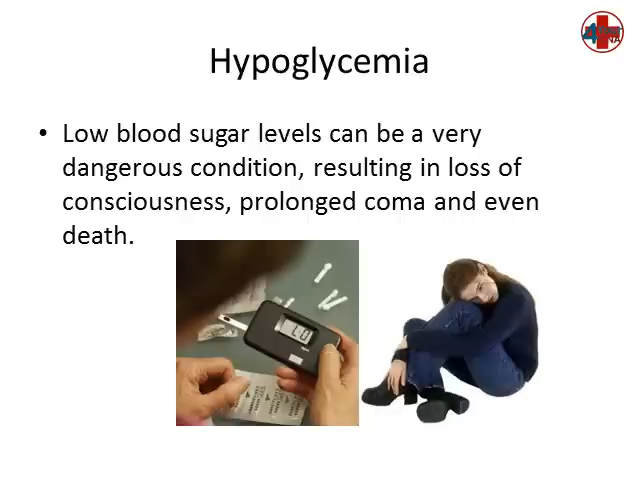 Hypoglycemia
• Low blood sugar levels can be a very
dangerous condition, resulting in loss of
consciousness, prolonged coma and even
death.